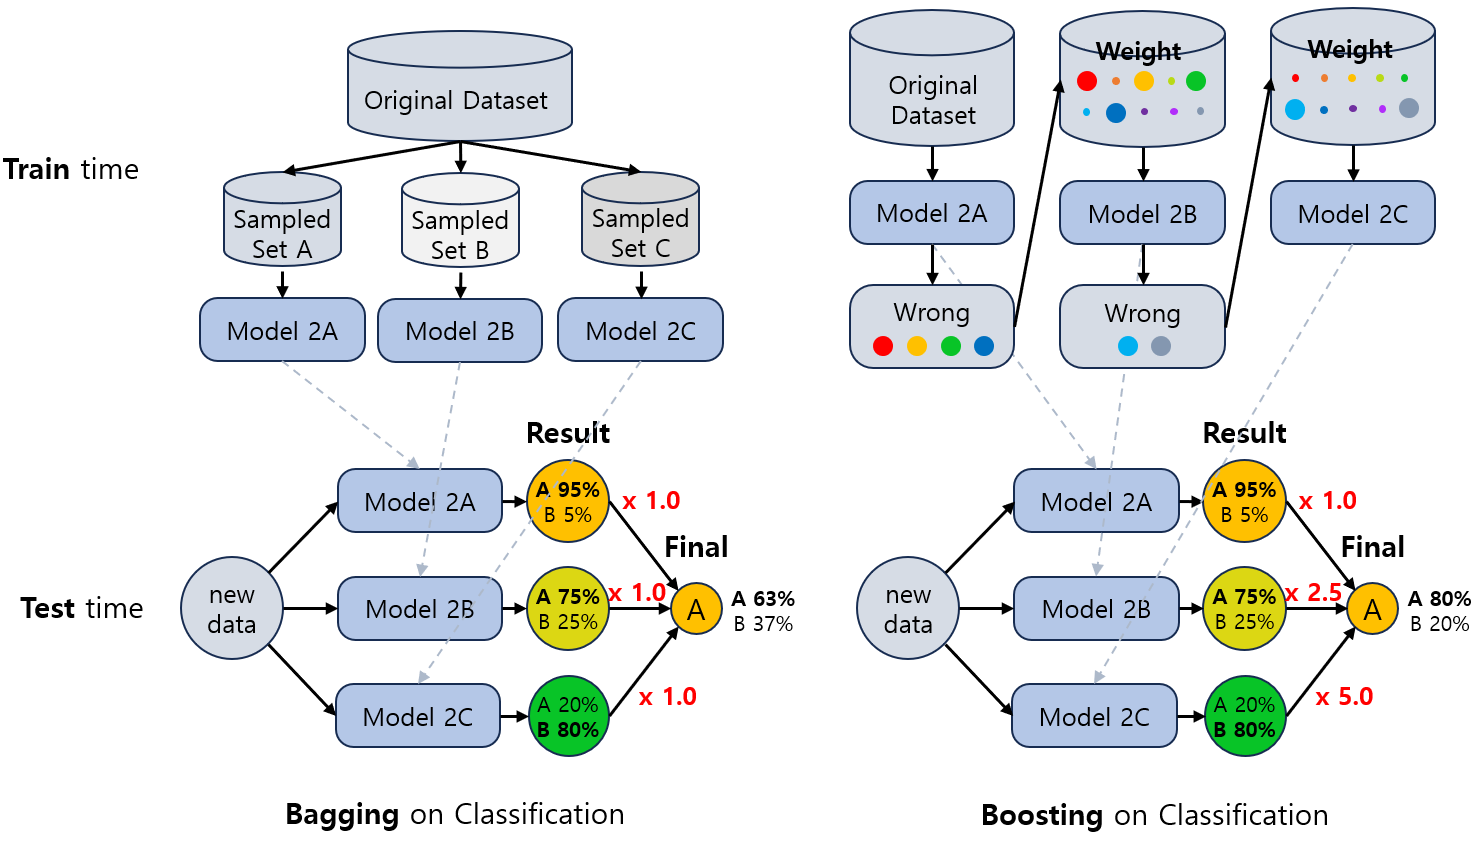 Original Dataset
Train time
Sampled
Set A
Sampled
Set B
Sampled
Set C
Model 2A
Model 2B
Model 2C
Result
Model 2A
A 95%
B 5%
x 1.0
Final
new
data
Model 2B
A 75%
B 25%
x 1.0
A
A 63%
B 37%
Test time
Model 2C
A 20%
B 80%
x 1.0
Bagging on Classification
Original
Dataset
Weight
Weight
Model 2A
Model 2B
Model 2C
Wrong
Wrong
Result
Model 2A
A 95%
B 5%
x 1.0
Final
new
data
Model 2B
A 75%
B 25%
x 2.5
A
A 80%
B 20%
Model 2C
A 20%
B 80%
x 5.0
Boosting on Classification